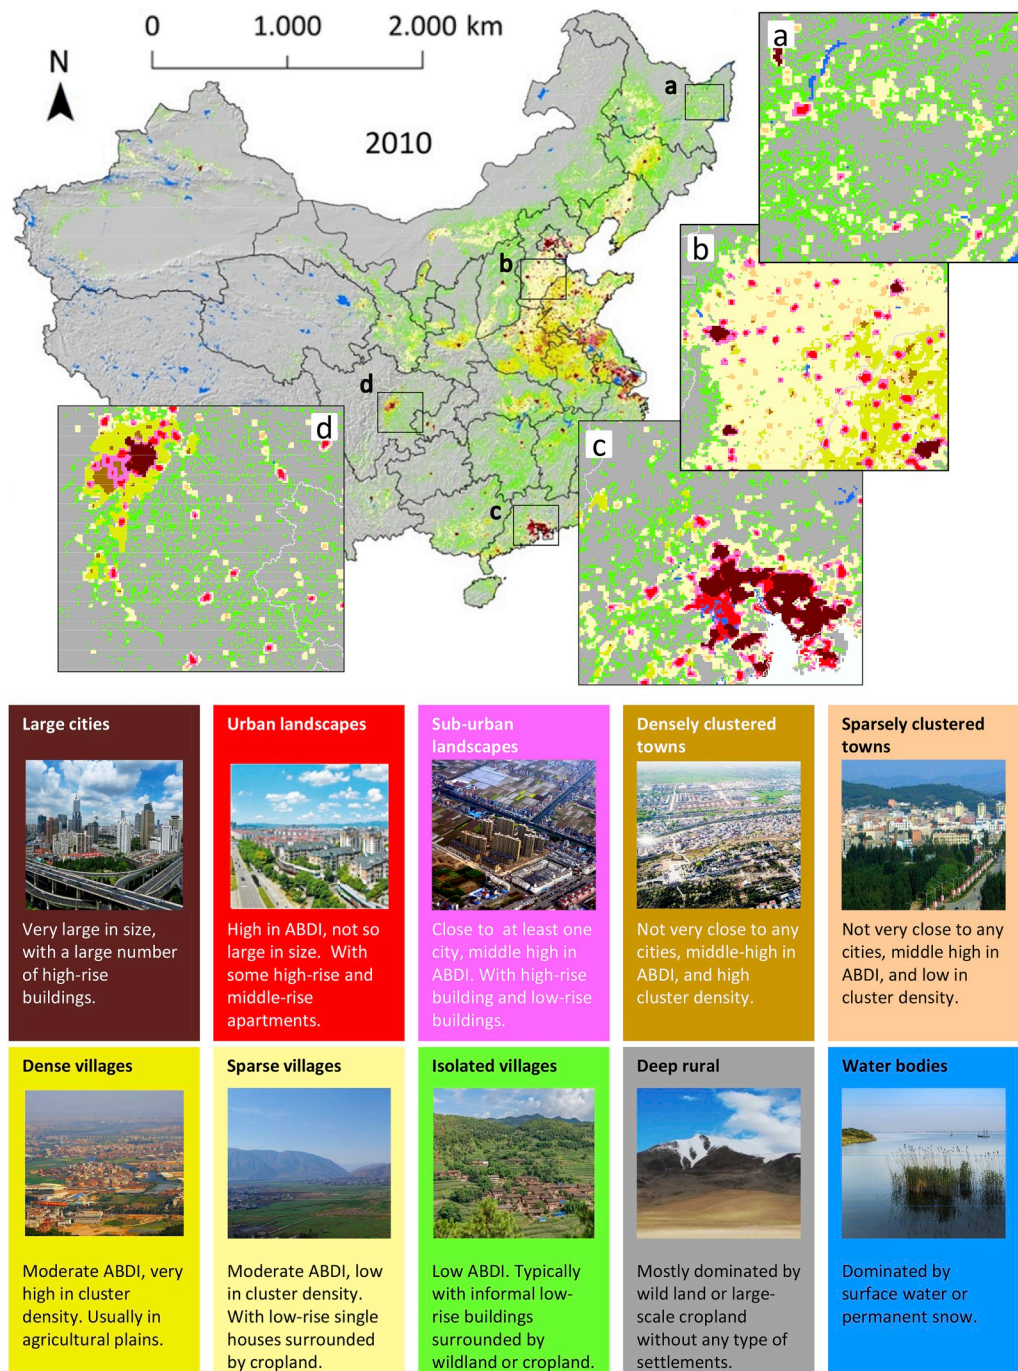 0 1.000 2.000 km
N
2010
a
a
b
b
d
d
c
c
Large cities
Very large in size,
with a large number
of high-rise
buildings.
Urban landscapes
High in ABDI, not so
large in size. With
some high-rise and
middle-rise
apartments.
Sub-urban
landscapes
Close to at least one
city, middle high in
ABDI. With high-rise
building and low-rise
buildings.
Densely clustered
towns
Not very close to any
cities, middle-high in
ABDI, and high
cluster density.
Sparsely clustered
towns
Not very close to any
cities, middle high in
ABDI, and low in
cluster density.
Dense villages
Moderate ABDI, very
high in cluster
density. Usually in
agricultural plains.
Sparse villages
Moderate ABDI, low
in cluster density.
With low-rise single
houses surrounded
by cropland.
Isolated villages
Low ABDI. Typically
with informal low-
rise buildings
surrounded by
wildland or cropland.
Deep rural
Mostly dominated by
wild land or large-
scale cropland
without any type of
settlements.
Water bodies
Dominated by
surface water or
permanent snow.